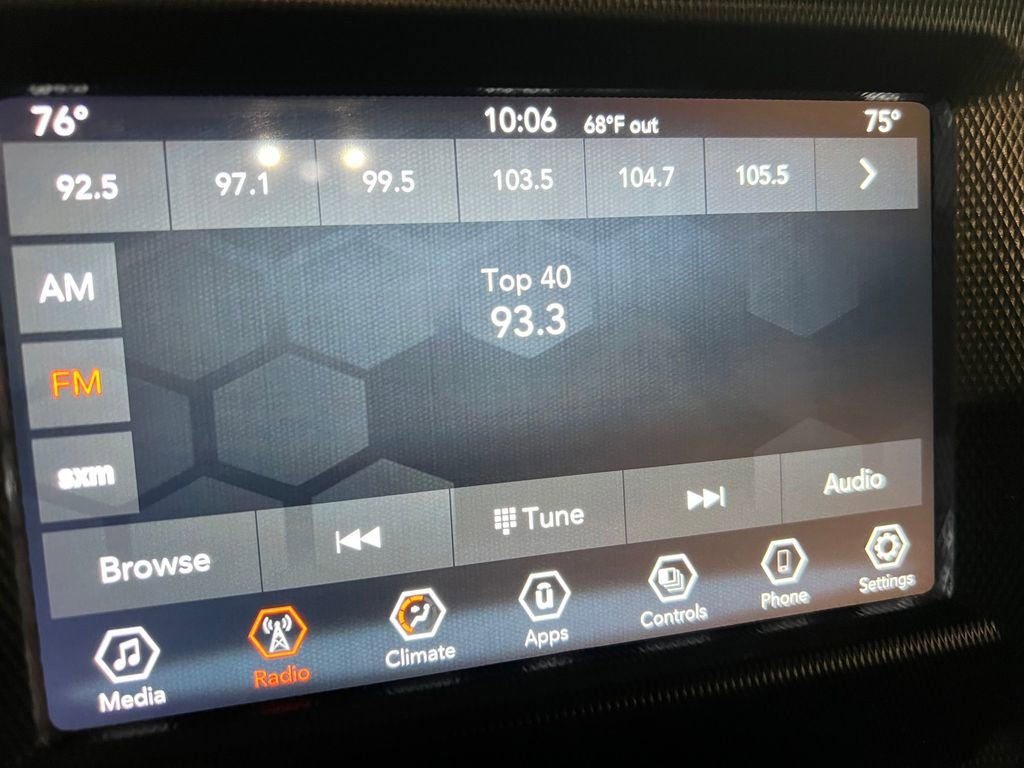 76° 10:06 68°F out 75°
92.5 97.1 99.5 103.5 104.7 105.5
AM
Top 40
93.3
FM
sxm
Browse Tune Audio
Media Radio Climate Apps Controls Phone Settings